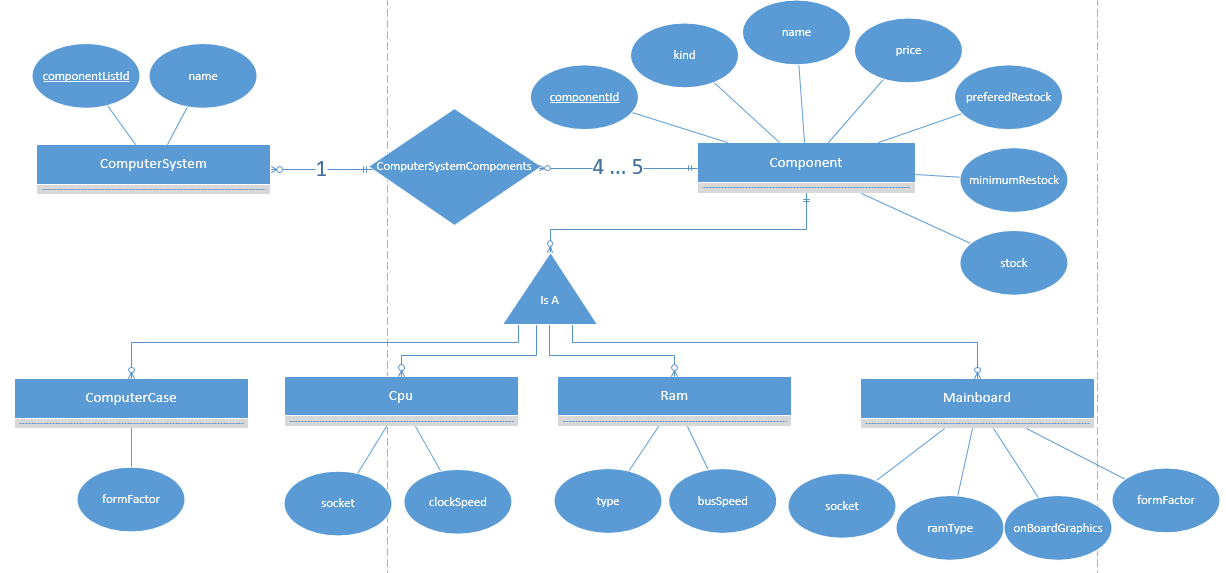 componentListId
name
ComputerSystem
1
ComputerSystemComponents
4 ... 5
componentId
kind
name
price
preferedRestock
Component
minimumRestock
stock
Is A
ComputerCase
Cpu
Ram
Mainboard
formFactor
socket
clockSpeed
type
busSpeed
socket
ramType
onBoardGraphics
formFactor